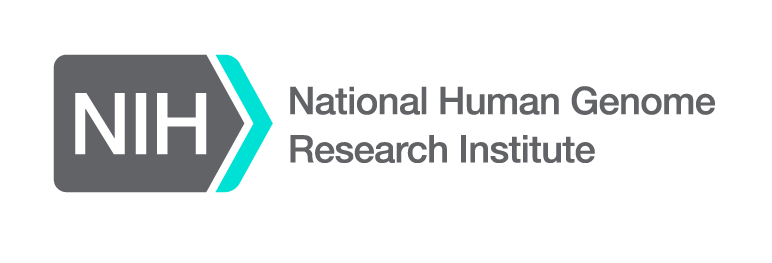 NIH
National Human Genome
Research Institute